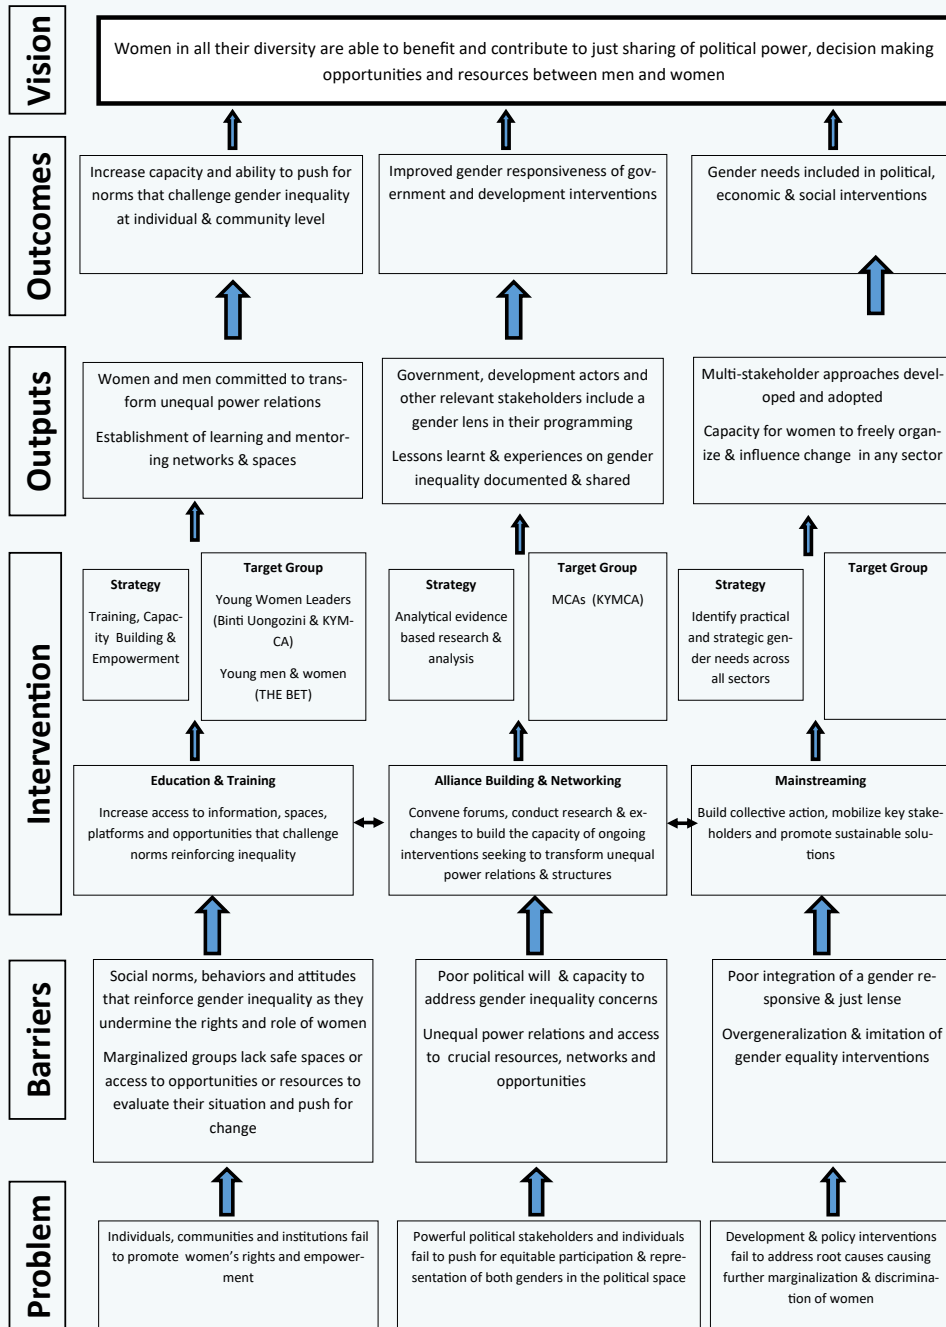 Vision
Women in all their diversity are able to benefit and contribute to just sharing of political power, decision making
opportunities and resources between men and women
Outcomes
Increase capacity and ability to push for
norms that challenge gender inequality
at individual & community level
Improved gender responsiveness of gov-
ernment and development interventions
Gender needs included in political,
economic & social interventions
Outputs
Women and men committed to trans-
form unequal power relations
Establishment of learning and mentor-
ing networks & spaces
Government, development actors and
other relevant stakeholders include a
gender lens in their programming
Lessons learnt & experiences on gender
inequality documented & shared
Multi-stakeholder approaches devel-
oped and adopted
Capacity for women to freely organ-
ize & influence change in any sector
Intervention
Strategy
Training, Capac-
ity Building &
Empowerment
Target Group
Young Women Leaders
(Binti Uongozini & KYM-
CA)
Young men & women
(THE BET)
Strategy
Analytical evidence
based research &
analysis
Target Group
MCAs (KYMCA)
Strategy
Identify practical
and strategic gen-
der needs across
all sectors
Target Group
Education & Training
Increase access to information, spaces,
platforms and opportunities that challenge
norms reinforcing inequality
Alliance Building & Networking
Convene forums, conduct research & ex-
changes to build the capacity of ongoing
interventions seeking to transform unequal
power relations & structures
Mainstreaming
Build collective action, mobilize key stake-
holders and promote sustainable solu-
tions
Barriers
Social norms, behaviors and attitudes
that reinforce gender inequality as they
undermine the rights and role of women
Marginalized groups lack safe spaces or
access to opportunities or resources to
evaluate their situation and push for
change
Poor political will & capacity to
address gender inequality concerns
Unequal power relations and access
to crucial resources, networks and
opportunities
Poor integration of a gender re-
sponsive & just lense
Overgeneralization & imitation of
gender equality interventions
Problem
Individuals, communities and institutions fail
to promote women's rights and empower-
ment
Powerful political stakeholders and individuals
fail to push for equitable participation & repre-
sentation of both genders in the political space
Development & policy interventions
fail to address root causes causing
further marginalization & discrimina-
tion of women